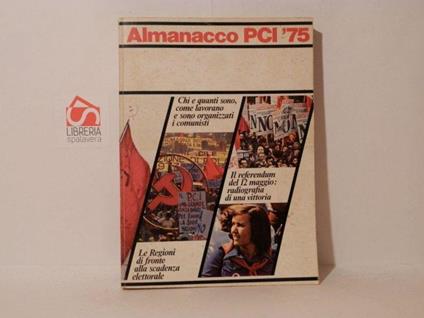 Almanacco PCI '75
Chi e quanti sono,
come lavorano
e sono organizzati
i comunisti
Il referendum
del 12 maggio:
radiografia
di una vittoria
Le Regioni
di fronte
alla scadenza
elettorale
LIBRERIA
spalavera